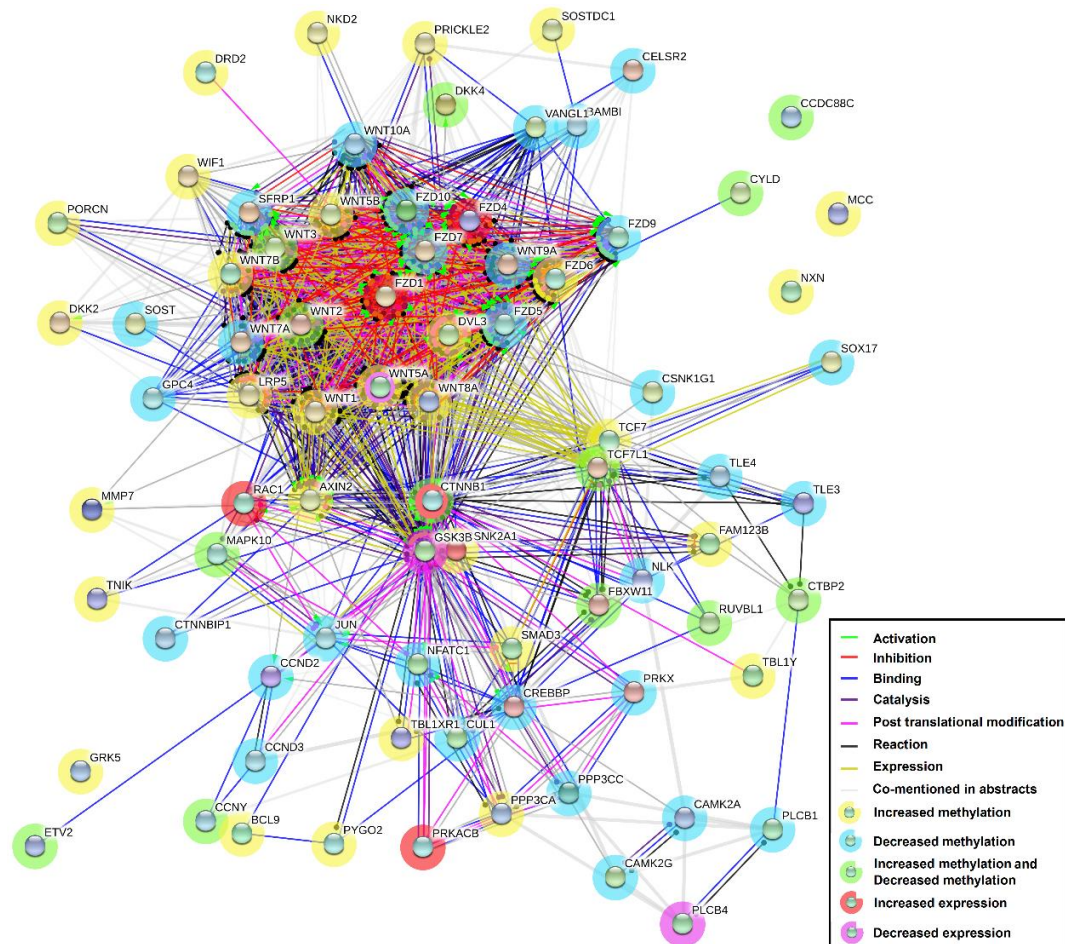 NKD2
PRICKLE2
SOSTDC1
DRD2
CELSR2
DKK4
CCDC88C
VANGL1
BAMBI
WNT10A
WIF1
CYLD
SFRP1
WNT5B
FZD10
FZD4
MCC
PORCN
WNT3
FZD7
FZD9
WNT7B
WNT9A
FZD6
NXN
FZD1
DKK2
SOST
WNT2
WNT7A
DVL3
FZD5
SOX17
GPC4
LRP5
WNT5A
WNT8A
CSNK1G1
WNT1
TCF7
TCF7L1
TLE4
MMP7
RAC1
AXIN2
CTNNB1
TLE3
MAPK10
GSK3B
SNK2A1
FAM123B
NLK
TNIK
FBXW11
CTBP2
RUVBL1
CTNNBIP1
JUN
SMAD3
NFATC1
TBL1Y
CCND2
CREBBP
PRKX
TBL1XR1
CUL1
CCND3
GRK5
PPP3CC
PPP3CA
CCNY
BCL9
CAMK2A
PLCB1
ETV2
PYGO2
PRKACB
CAMK2G
PLCB4
Activation
Inhibition
Binding
Catalysis
Post translational modification
Reaction
Expression
Co-mentioned in abstracts
Increased methylation
Decreased methylation
Increased methylation and
Decreased methylation
Increased expression
Decreased expression